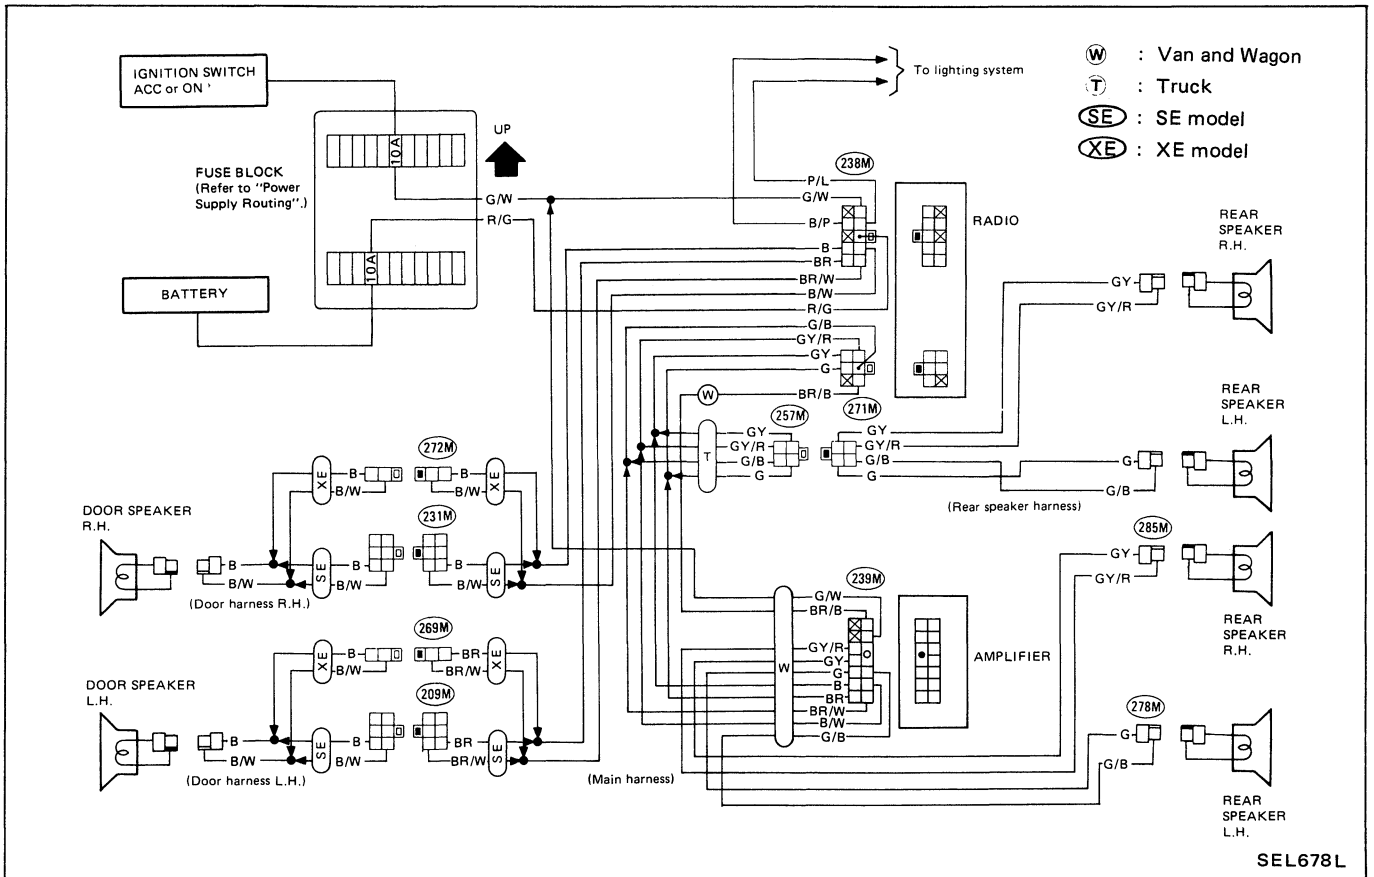 IGNITION SWITCH
ACC or ON
FUSE BLOCK
(Refer to "Power
Supply Routing".)
10A
10A
UP
BATTERY
G/W
R/G
To lighting system
W : Van and Wagon
T : Truck
SE : SE model
XE : XE model
238M
P/L
G/W
B/P
B
BR
BR/W
B/W
R/G
G/B
GY/R
GY
G
W
BR/B
RADIO
REAR
SPEAKER
R.H.
GY
GY/R
REAR
SPEAKER
L.H.
G
G/B
257M
271M
T
GY
GY/R
G/B
G
GY
GY/R
G/B
G
(Rear speaker harness)
272M
XE
B
B/W
B
B/W
XE
231M
DOOR SPEAKER
R.H.
B
B/W
SE
B
B/W
B
B/W
SE
(Door harness R.H.)
269M
XE
B
B/W
BR
BR/W
XE
209M
DOOR SPEAKER
L.H.
B
B/W
SE
B
B/W
BR
BR/W
SE
(Door harness L.H.)
(Main harness)
239M
W
G/W
BR/B
GY/R
GY
G
B
BR
BR/W
B/W
G/B
AMPLIFIER
285M
GY
GY/R
REAR
SPEAKER
R.H.
278M
G
G/B
REAR
SPEAKER
L.H.
SEL678L